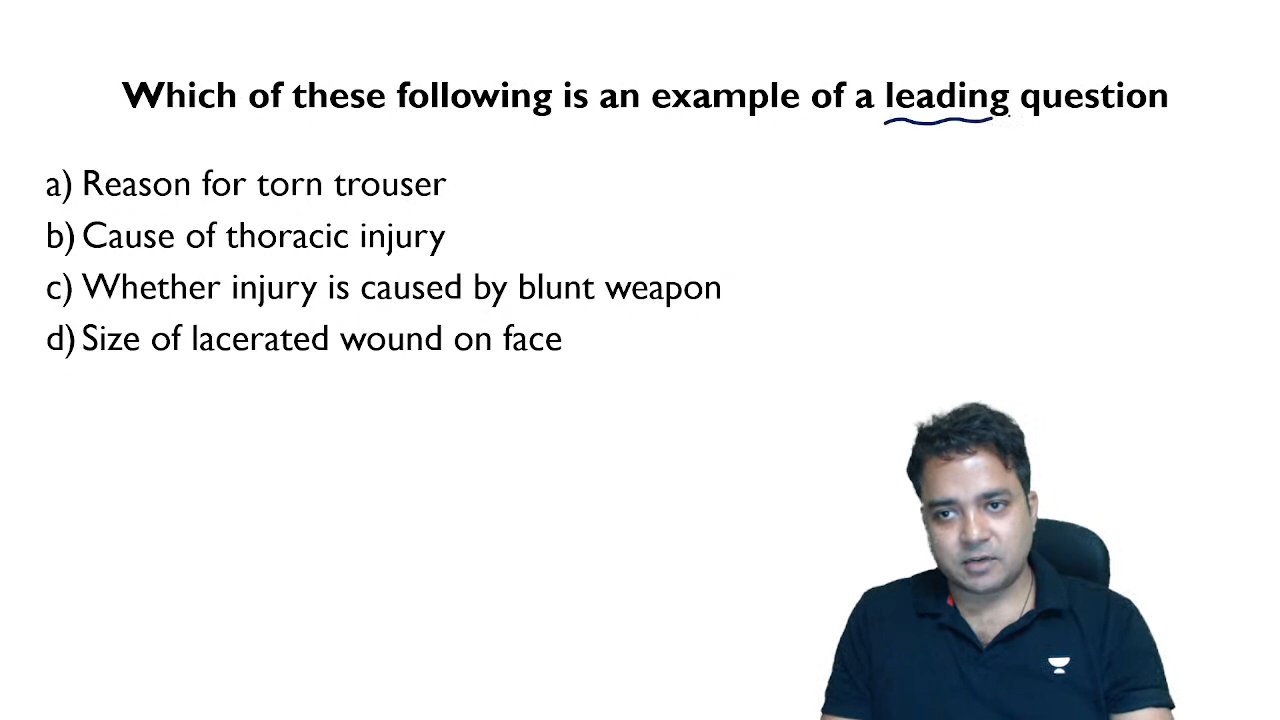 Which of these following is an example of a leading question
a) Reason for torn trouser
b) Cause of thoracic injury
c) Whether injury is caused by blunt weapon
d) Size of lacerated wound on face